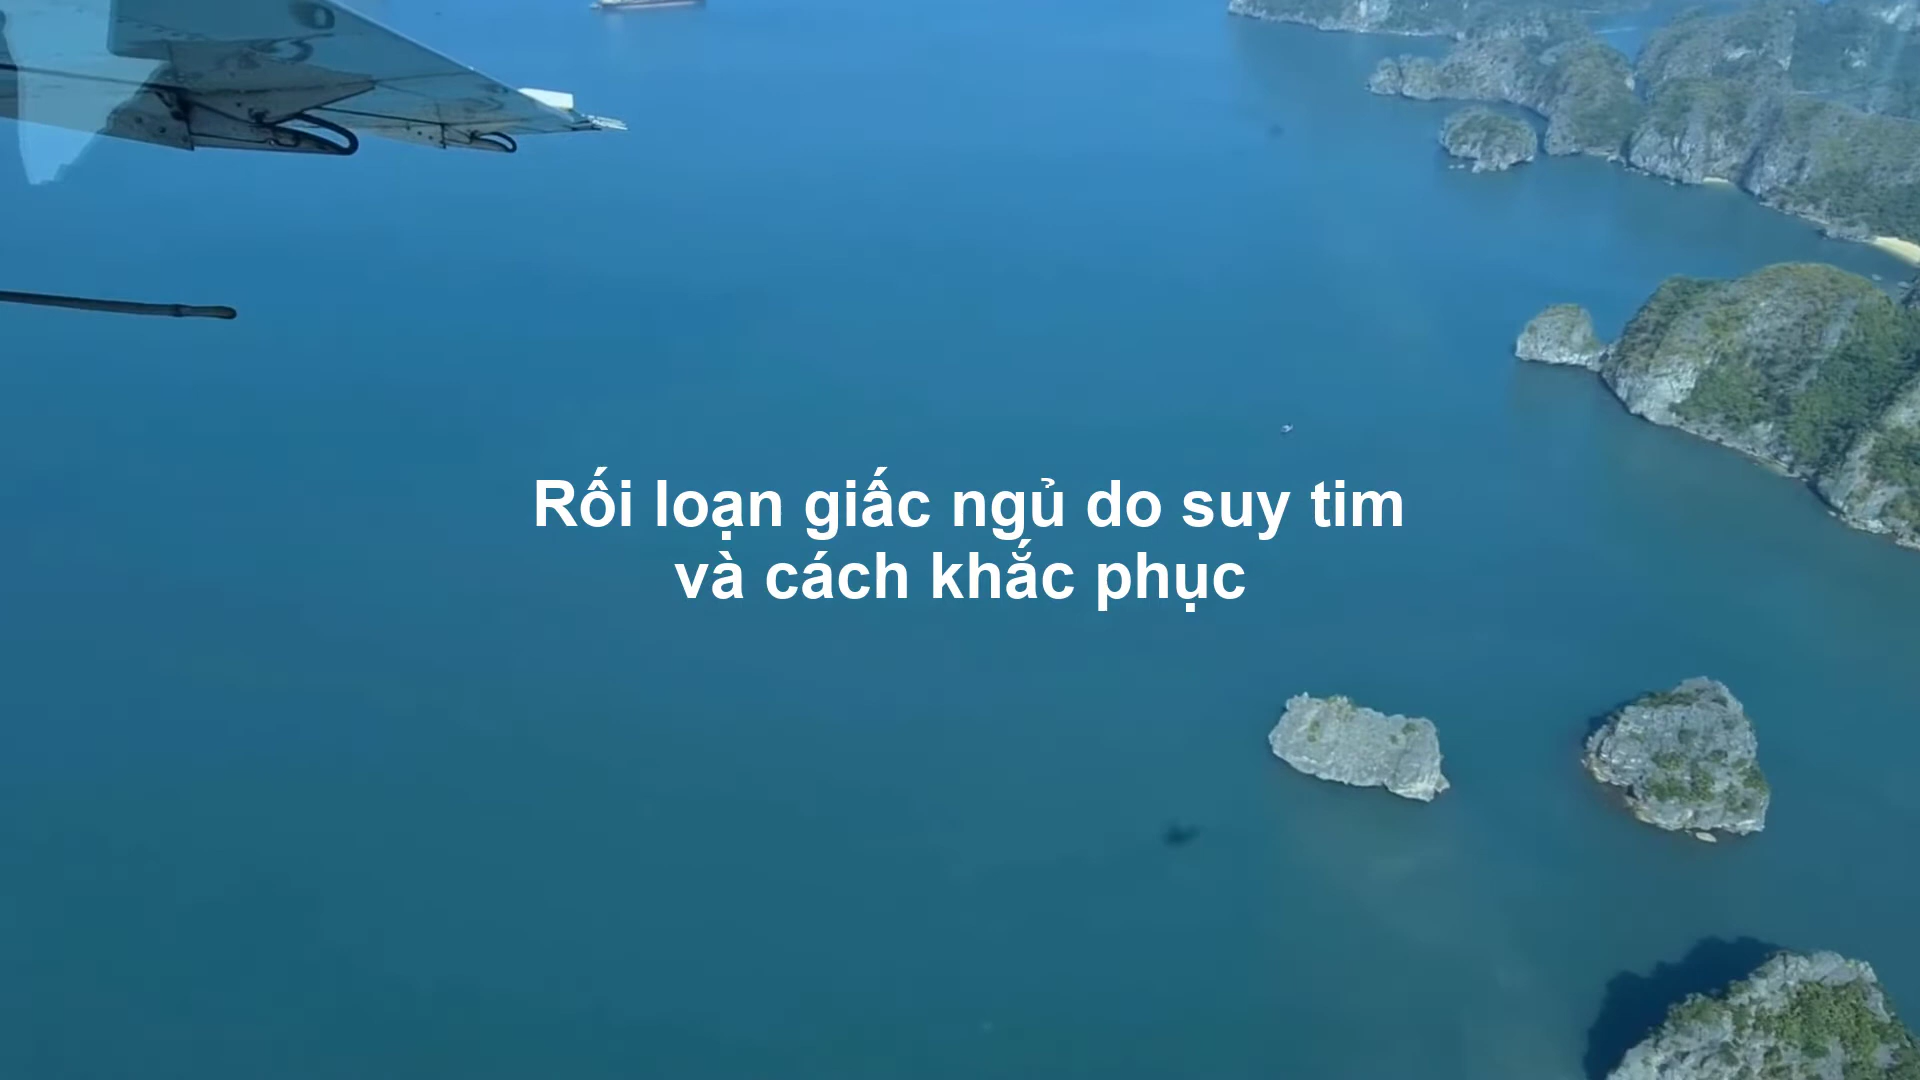 Rối loạn giấc ngủ do suy tim
và cách khắc phục